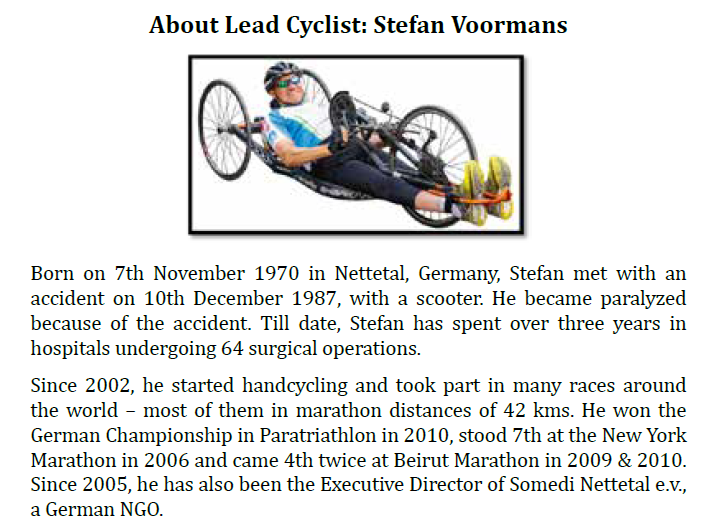 About Lead Cyclist: Stefan Voormans
Born on 7th November 1970 in Nettetal, Germany, Stefan met with an
accident on 10th December 1987, with a scooter. He became paralyzed
because of the accident. Till date, Stefan has spent over three years in
hospitals undergoing 64 surgical operations.
Since 2002, he started handcycling and took part in many races around
the world – most of them in marathon distances of 42 kms. He won the
German Championship in Paratriathlon in 2010, stood 7th at the New York
Marathon in 2006 and came 4th twice at Beirut Marathon in 2009 & 2010.
Since 2005, he has also been the Executive Director of Somedi Nettetal e.v.,
a German NGO.